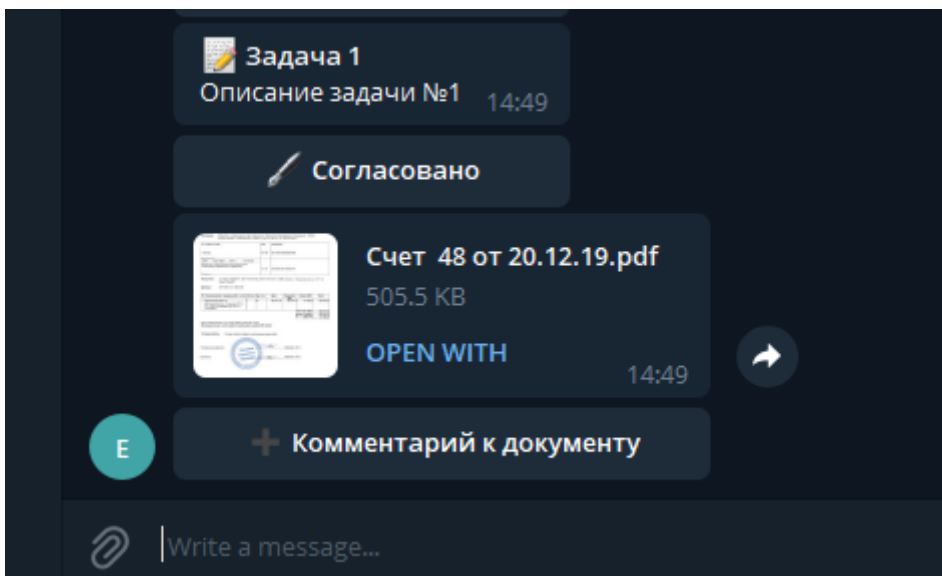 Задача 1
Описание задачи №1 14:49
Согласовано
Счет 48 от 20.12.19.pdf
505.5 KB
OPEN WITH
14:49
E
Комментарий к документу
Write a message...